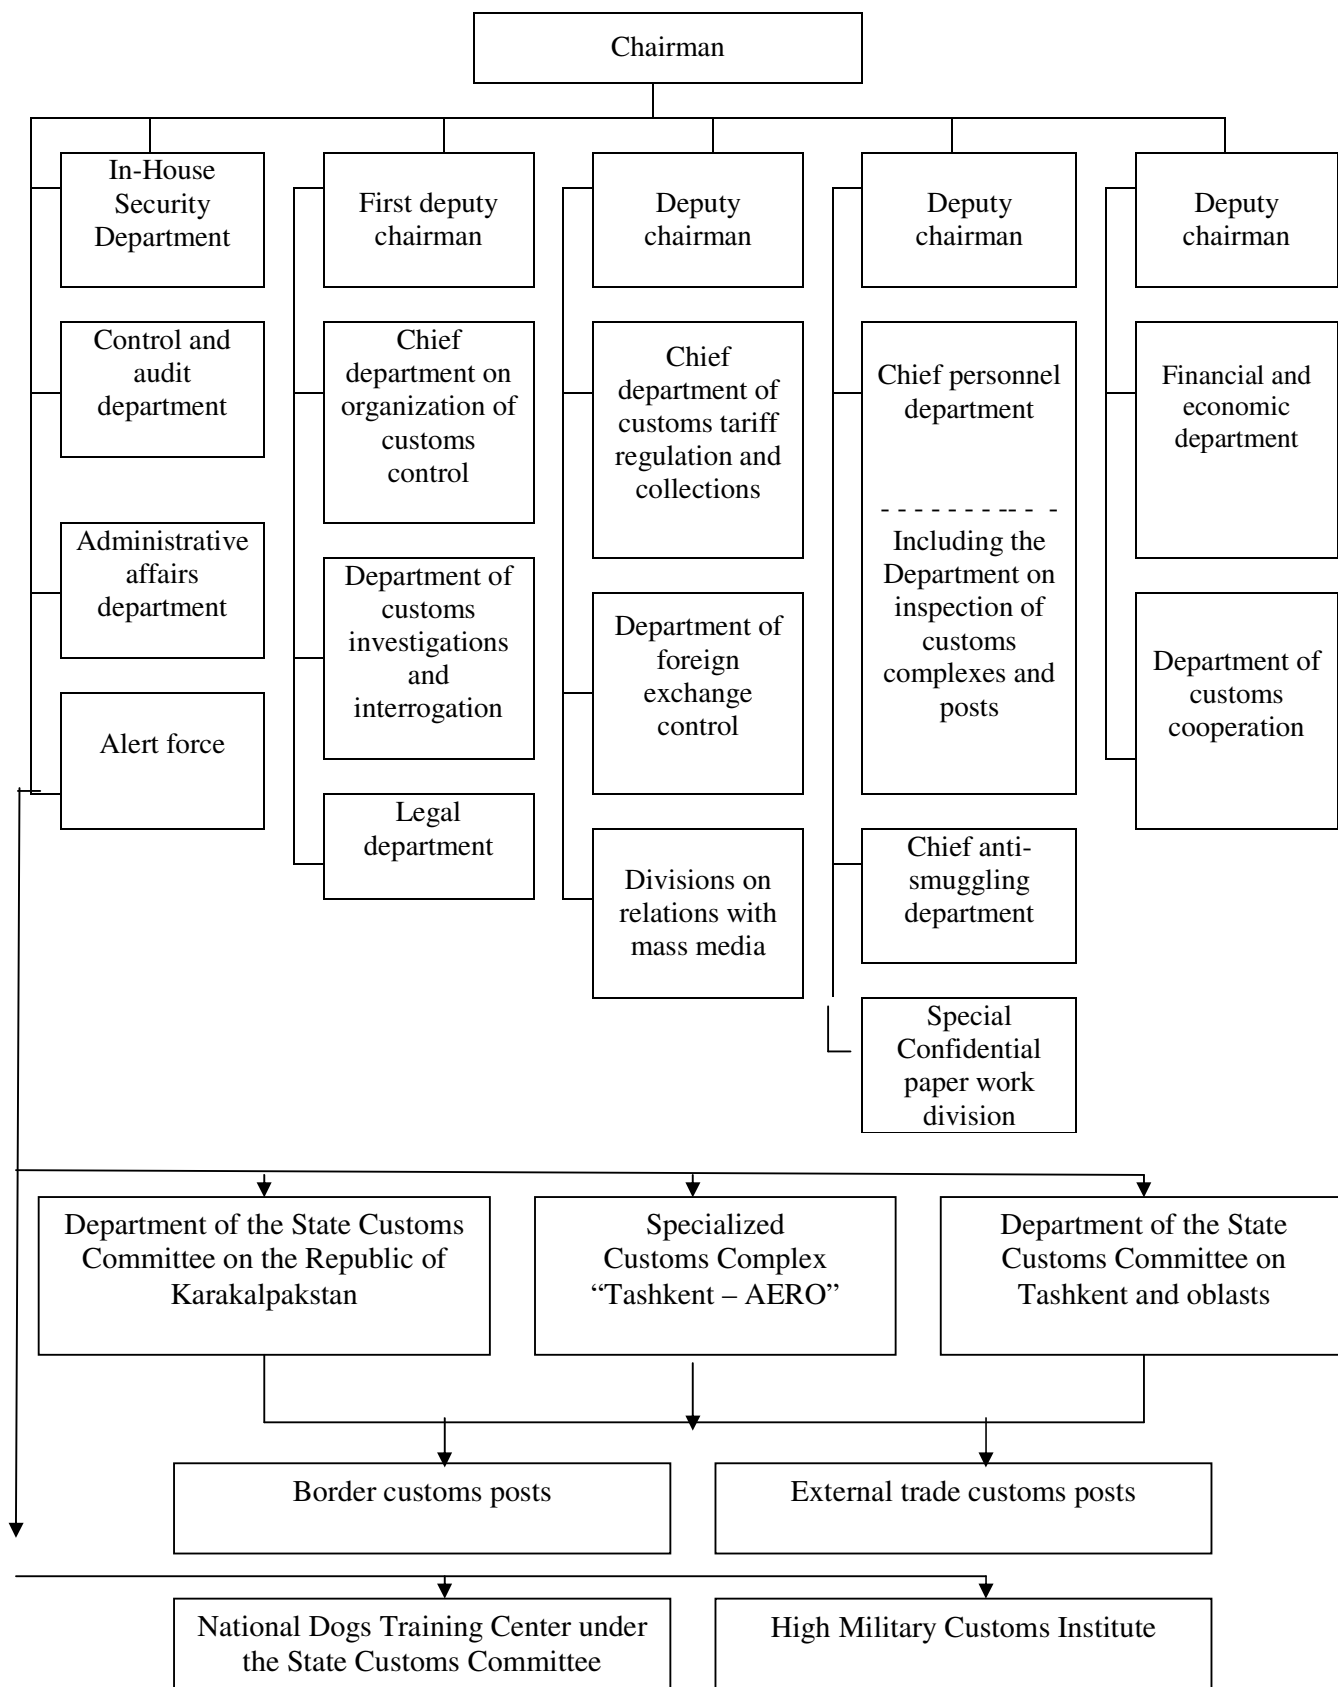 Chairman
In-House
Security
Department
First deputy
chairman
Deputy
chairman
Deputy
chairman
Deputy
chairman
Control and
audit
department
Administrative
affairs
department
Alert force
Chief
department on
organization of
customs
control
Department of
customs
investigations
and
interrogation
Legal
department
Chief
department of
customs tariff
regulation and
collections
Department of
foreign
exchange
control
Divisions on
relations with
mass media
Chief personnel
department
- - - - - - - -- - -
Including the
Department on
inspection of
customs
complexes and
posts
Chief anti-
smuggling
department
Special
Confidential
paper work
division
Financial and
economic
department
Department of
customs
cooperation
Department of the State Customs
Committee on the Republic of
Karakalpakstan
Specialized
Customs Complex
“Tashkent – AERO”
Department of the State
Customs Committee on
Tashkent and oblasts
Border customs posts
External trade customs posts
National Dogs Training Center under
the State Customs Committee
High Military Customs Institute